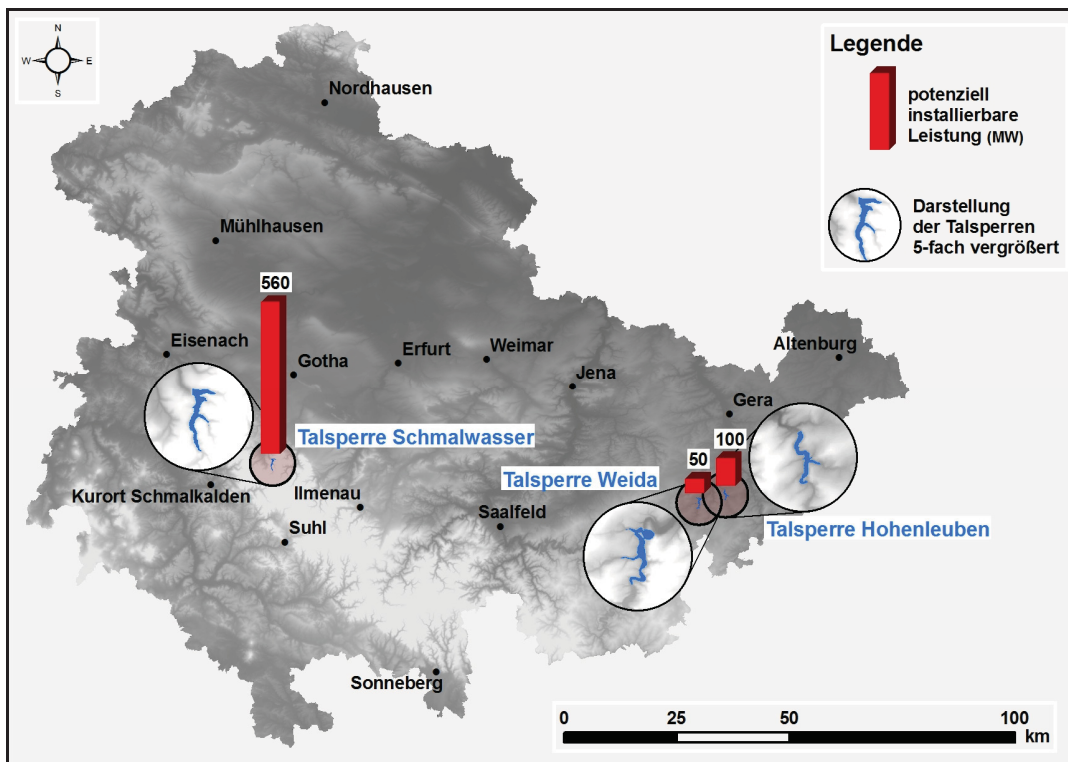 N
W
E
S
Legende
potenziell
installierbare
Leistung (MW)
Darstellung
der Talsperren
5-fach vergrößert
Nordhausen
Mühlhausen
560
Eisenach
Gotha
Erfurt
Weimar
Jena
Altenburg
Gera
Talsperre Schmalwasser
100
50
Talsperre Weida
Kurort Schmalkalden
Ilmenau
Saalfeld
Suhl
Talsperre Hohenleuben
Sonneberg
0
25
50
100
km